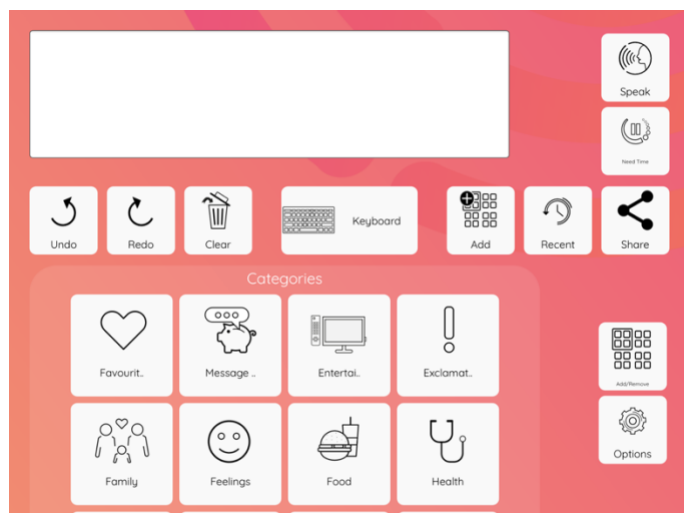 Speak
Need Time
Undo
Redo
Clear
Keyboard
Add
Recent
Share
Categories
Favourit..
Message ..
Entertai..
Exclamat..
Add/Remove
Family
Feelings
Food
Health
Options